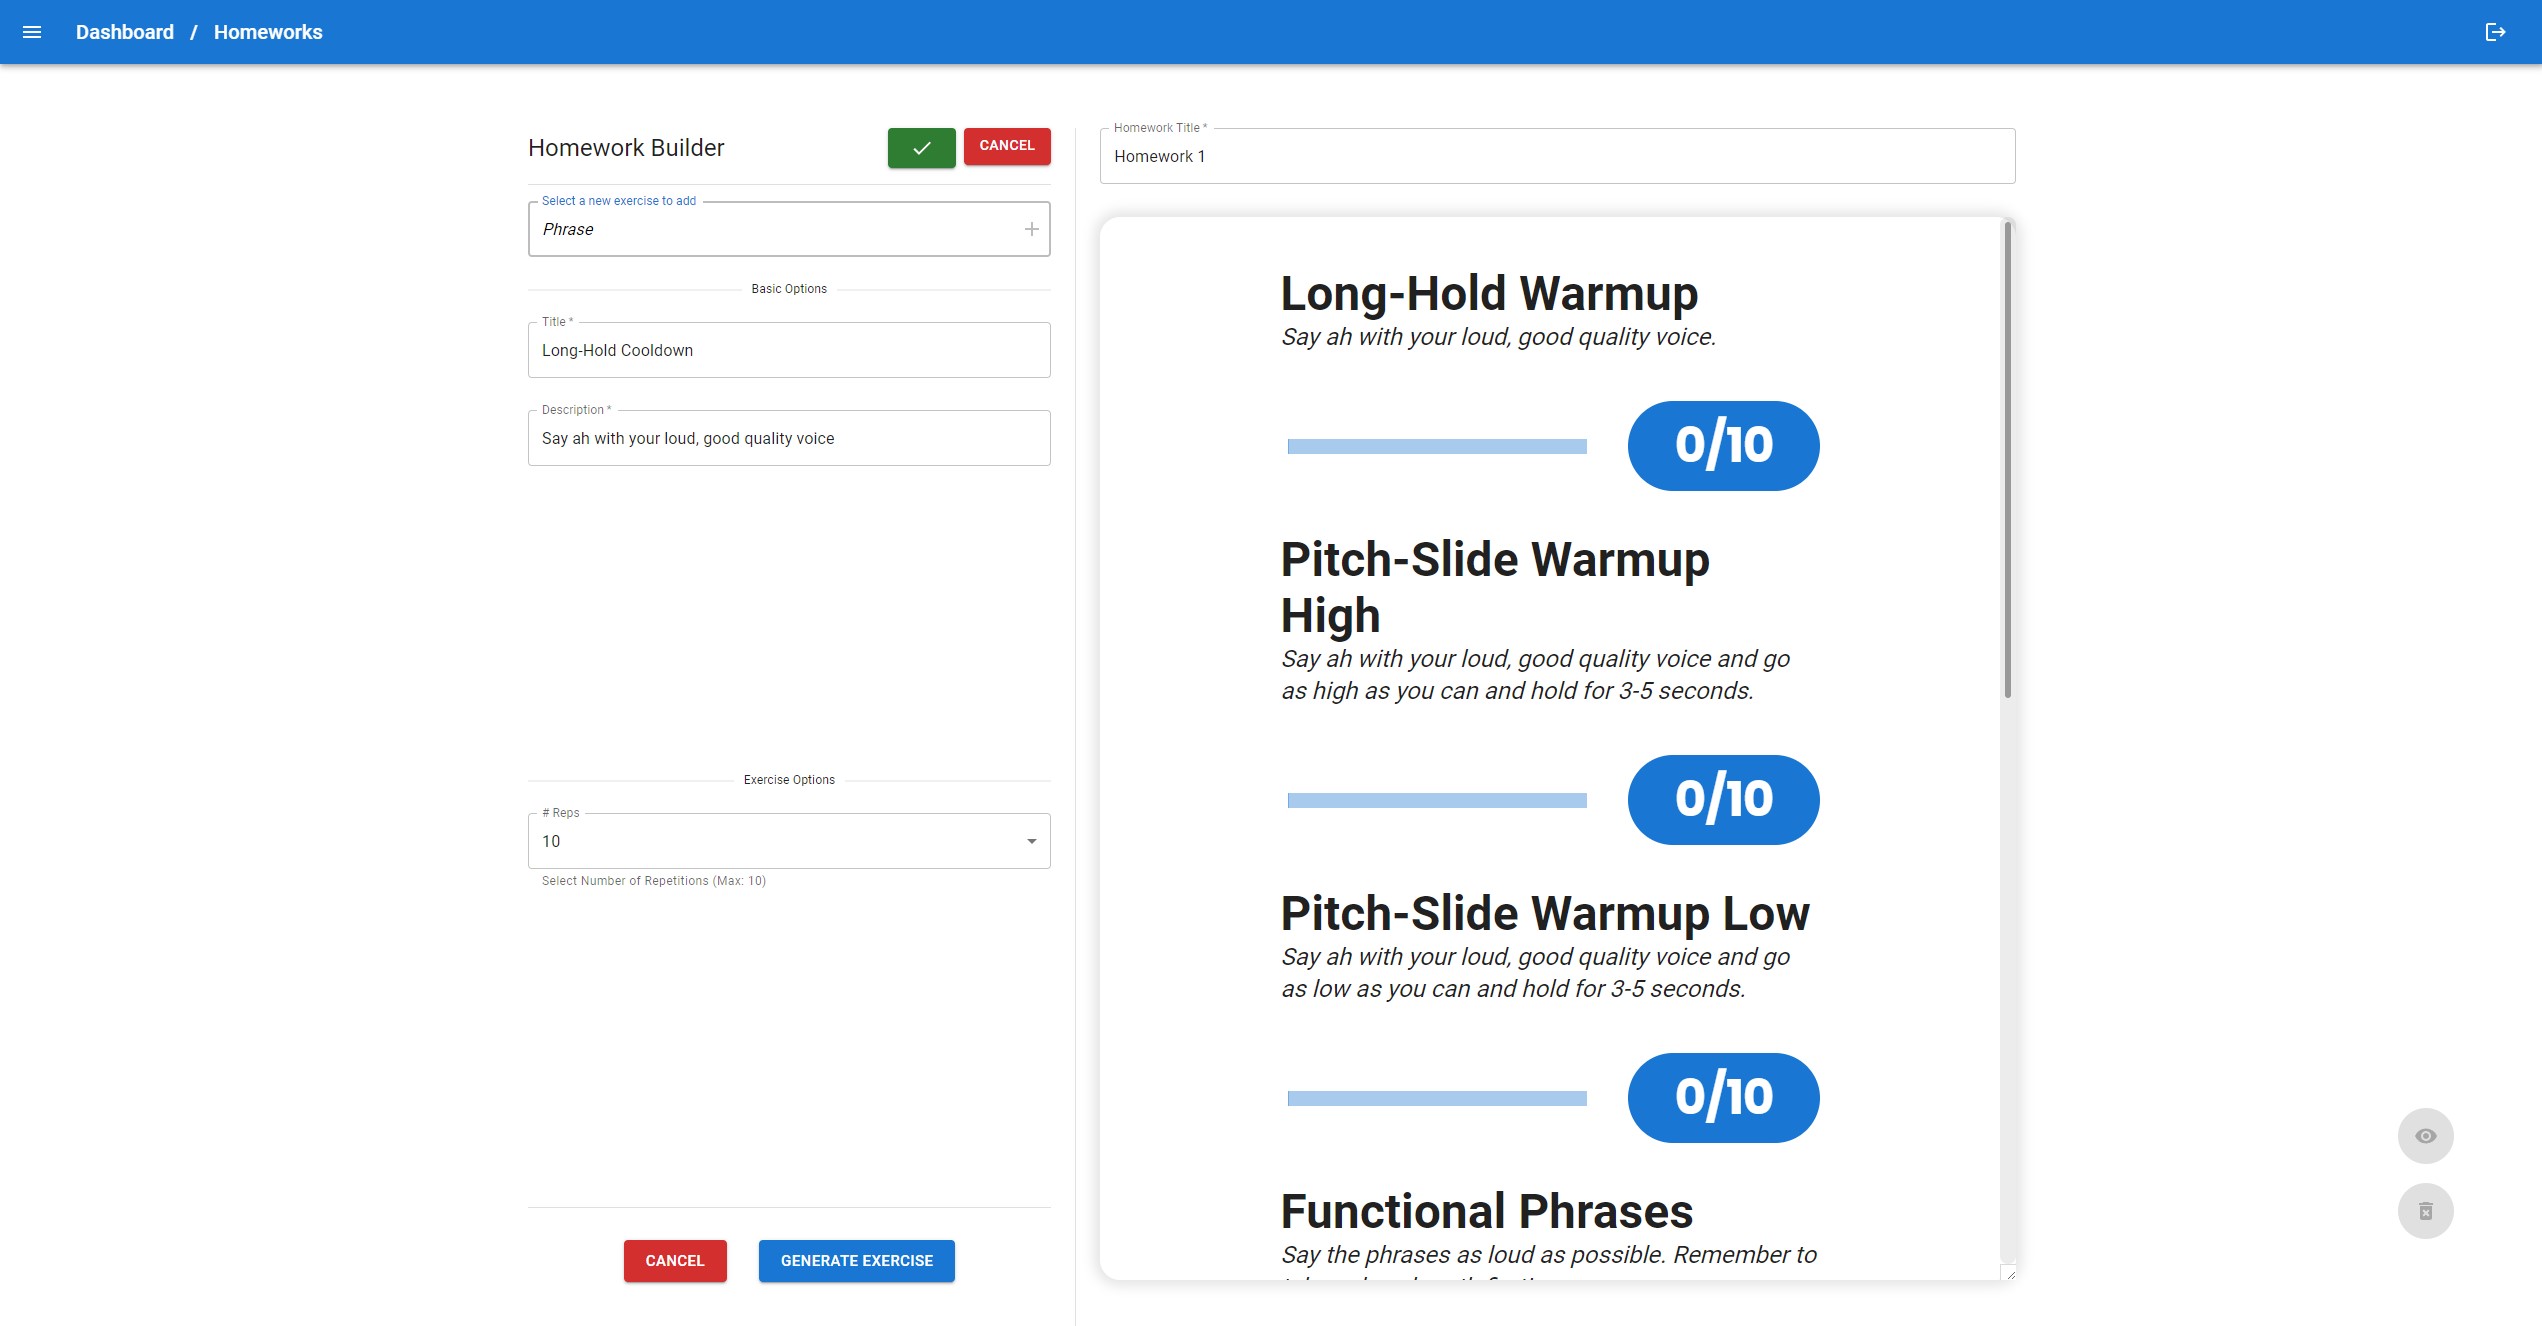 Dashboard / Homeworks
Homework Builder
CANCEL
Select a new exercise to add
Phrase
Basic Options
Title *
Long-Hold Cooldown
Description *
Say ah with your loud, good quality voice
Exercise Options
# Reps
10
Select Number of Repetitions (Max: 10)
CANCEL
GENERATE EXERCISE
Homework Title *
Homework 1
Long-Hold Warmup
Say ah with your loud, good quality voice.
0/10
Pitch-Slide Warmup
High
Say ah with your loud, good quality voice and go
as high as you can and hold for 3-5 seconds.
0/10
Pitch-Slide Warmup Low
Say ah with your loud, good quality voice and go
as low as you can and hold for 3-5 seconds.
0/10
Functional Phrases
Say the phrases as loud as possible. Remember to